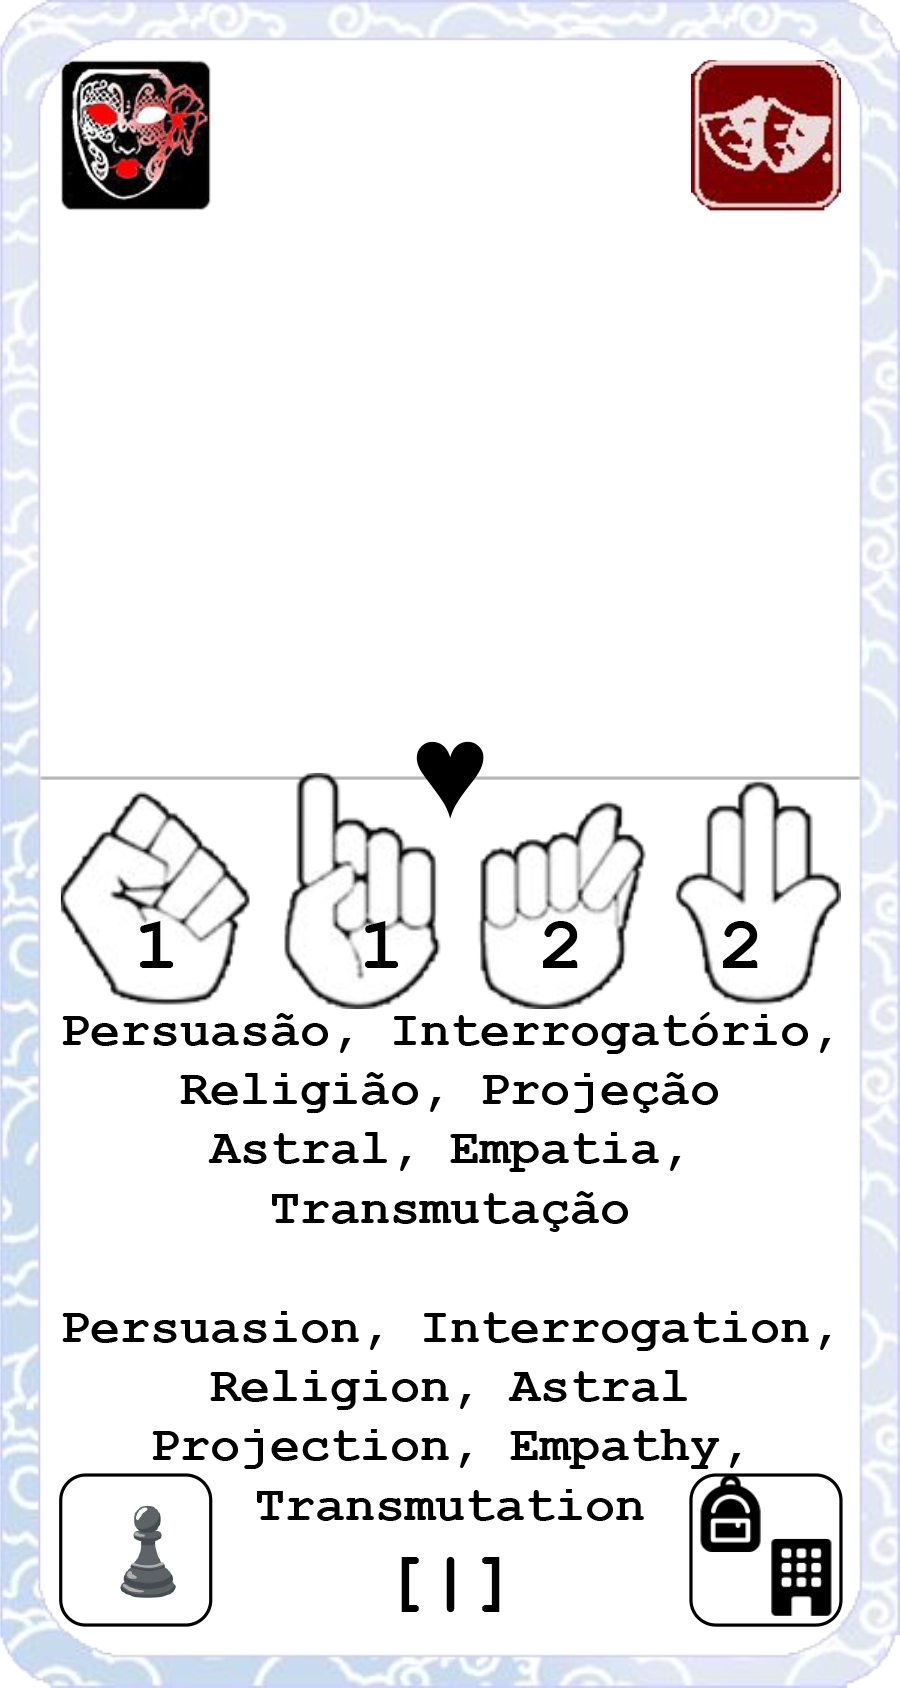 ♥
1 1 2 2
Persuasão, Interrogatório,
Religião, Projeção
Astral, Empatia,
Transmutação
Persuasion, Interrogation,
Religion, Astral
Projection, Empathy,
Transmutation
[|]